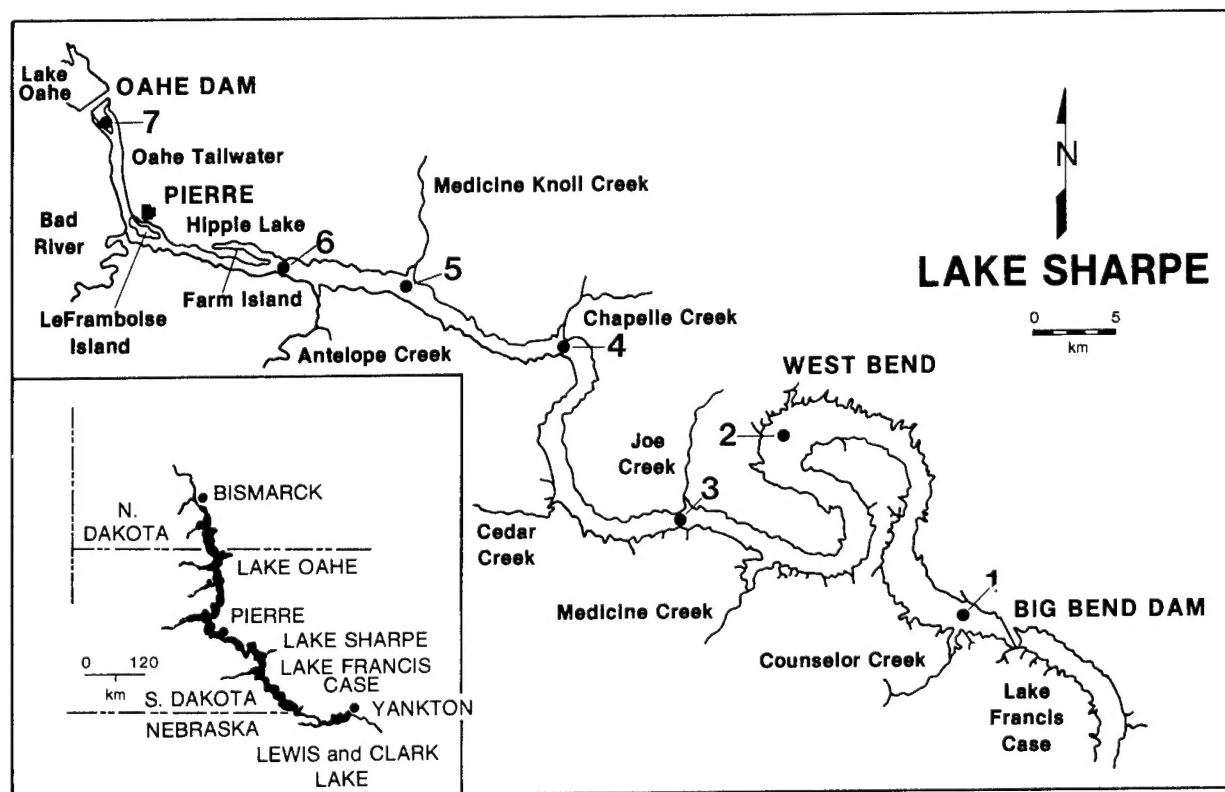 Lake
Oahe
OAHE DAM
7
Oahe Tailwater
PIERRE
Bad
River
Hipple Lake
6
Farm Island
LeFramboise
Island
Antelope Creek
Medicine Knoll Creek
5
Chapelle Creek
4
N
LAKE SHARPE
0 5
km
WEST BEND
2
Joe
Creek
3
Cedar
Creek
Medicine Creek
1
BIG BEND DAM
Counselor Creek
Lake
Francis
Case
BISMARCK
N.
DAKOTA
LAKE OAHE
PIERRE
LAKE SHARPE
0 120
km
LAKE FRANCIS
CASE
S. DAKOTA
YANKTON
NEBRASKA
LEWIS and CLARK
LAKE